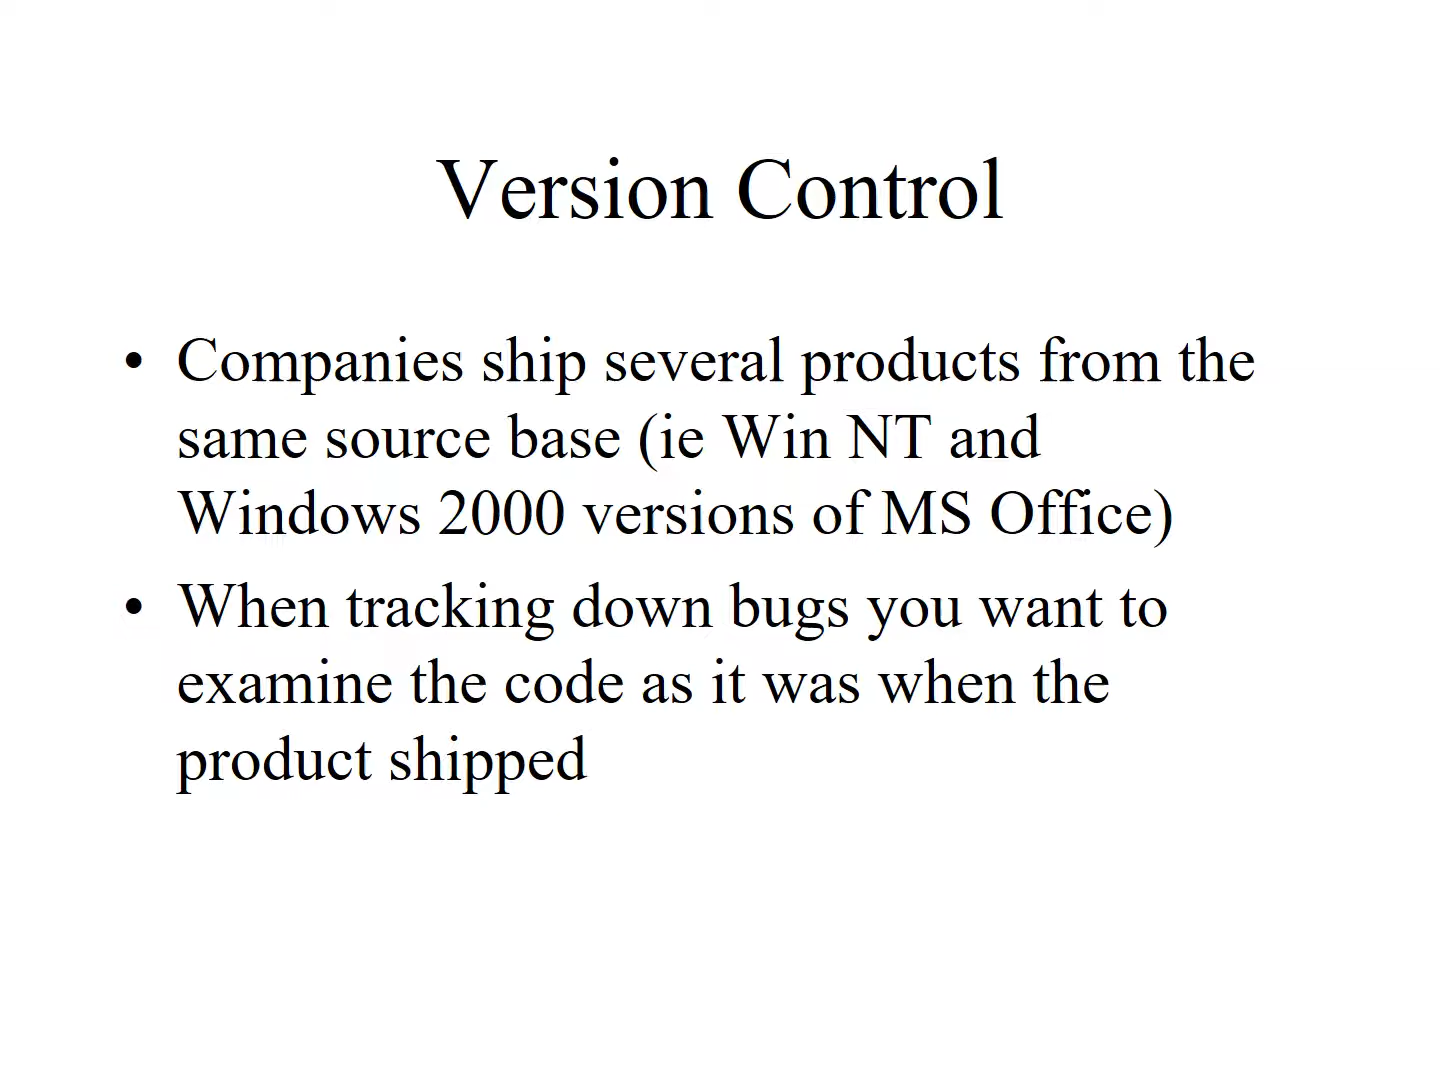 Version Control
• Companies ship several products from the
same source base (ie Win NT and
Windows 2000 versions of MS Office)
• When tracking down bugs you want to
examine the code as it was when the
product shipped